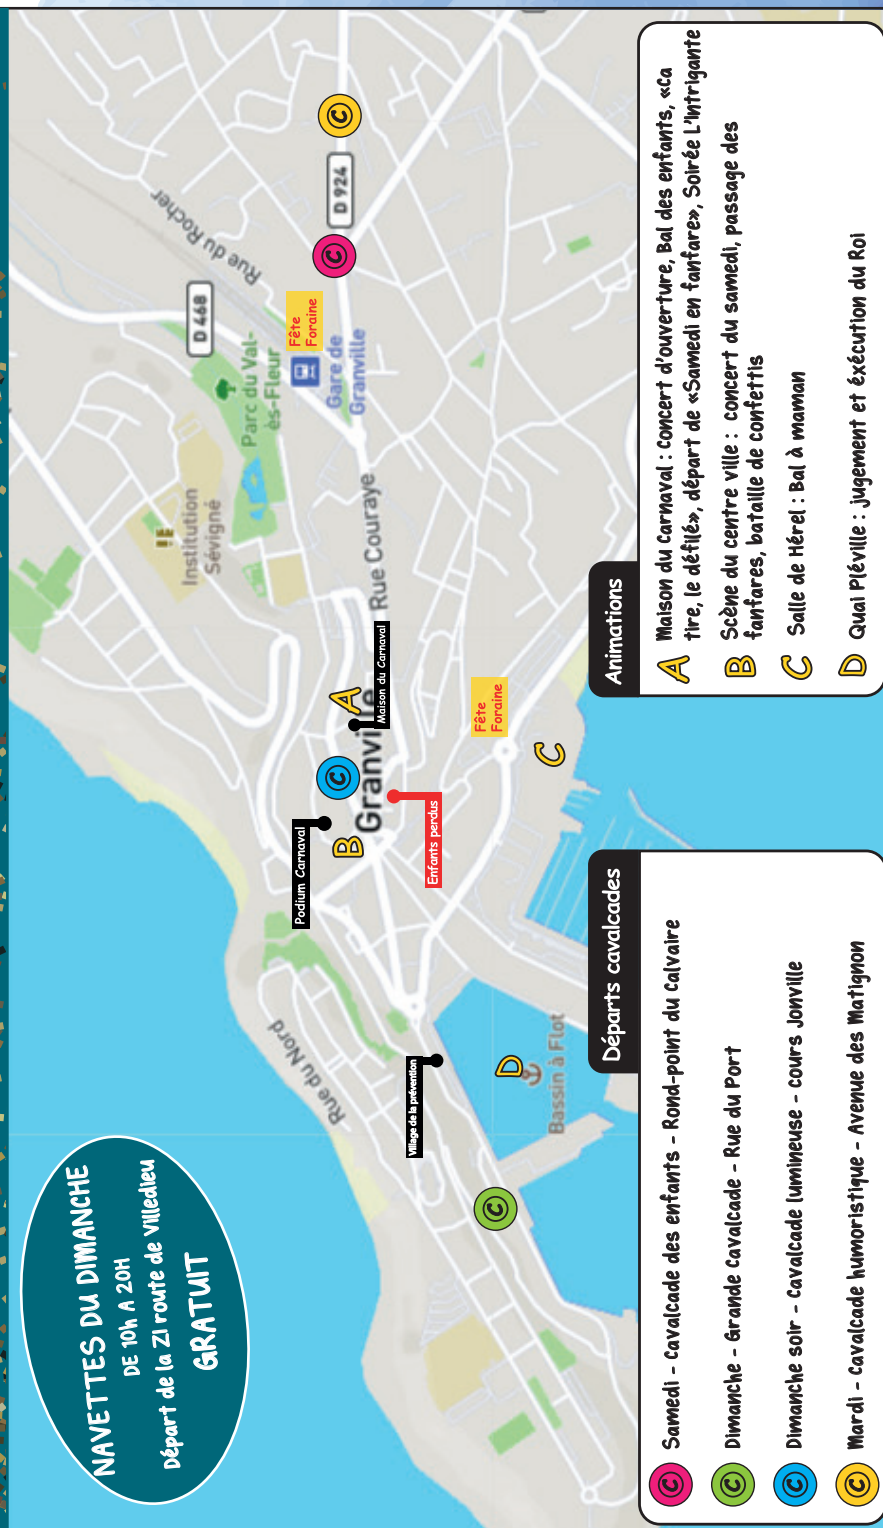 NAVETTES DU DIMANCHE
DE 10h A 20H
Départ de la ZI route de Villedieu
GRATUIT
Rue du Nord
Podium Carnaval
B
Granville
©
A
Maison du Carnaval
Enfants perdus
Village de la prévention
D
Bassin à Flot
©
C
Fête
Foraine
Rue Couraye
Institution
Sévigné
Parc du Val-
ès-Fleur
D 468
Rue du Rocher
Fête
Foraine
Gare de
Granville
©
D 924
©
Départs cavalcades
© Samedi - Cavalcade des enfants - Rond-point du Calvaire
© Dimanche - Grande Cavalcade - Rue du Port
© Dimanche soir - Cavalcade lumineuse - Cours Jonville
© Mardi - Cavalcade humoristique - Avenue des Matignon
Animations
A Maison du Carnaval : Concert d'ouverture, Bal des enfants, «Ca
tire, le défilé», départ de «Samedi en fanfare», Soirée L'Intrigante
B Scène du centre ville : concert du samedi, passage des
fanfares, bataille de confettis
C Salle de Hérel : Bal à maman
D Quai Pléville : jugement et éxécution du Roi